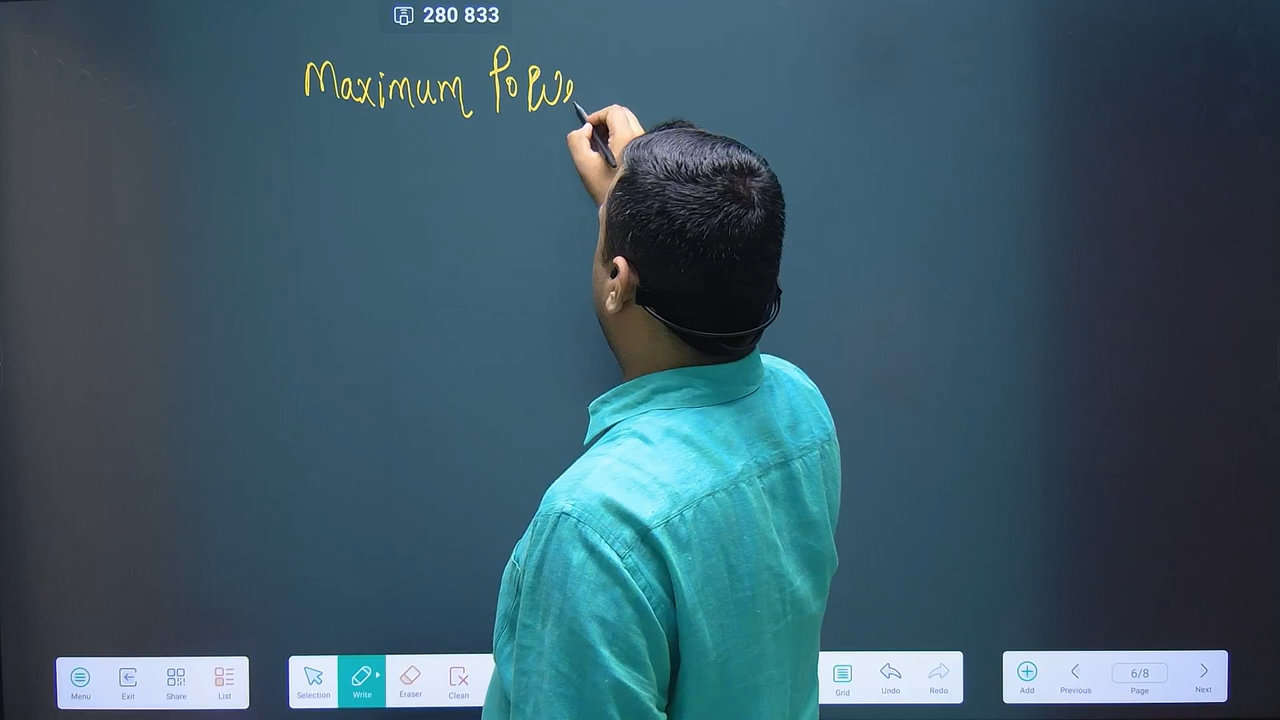 280 833
Maximum Powe
Menu Exit Share List
Selection Write Eraser Clean
Grid Undo Redo
Add Previous 6/8 Page Next